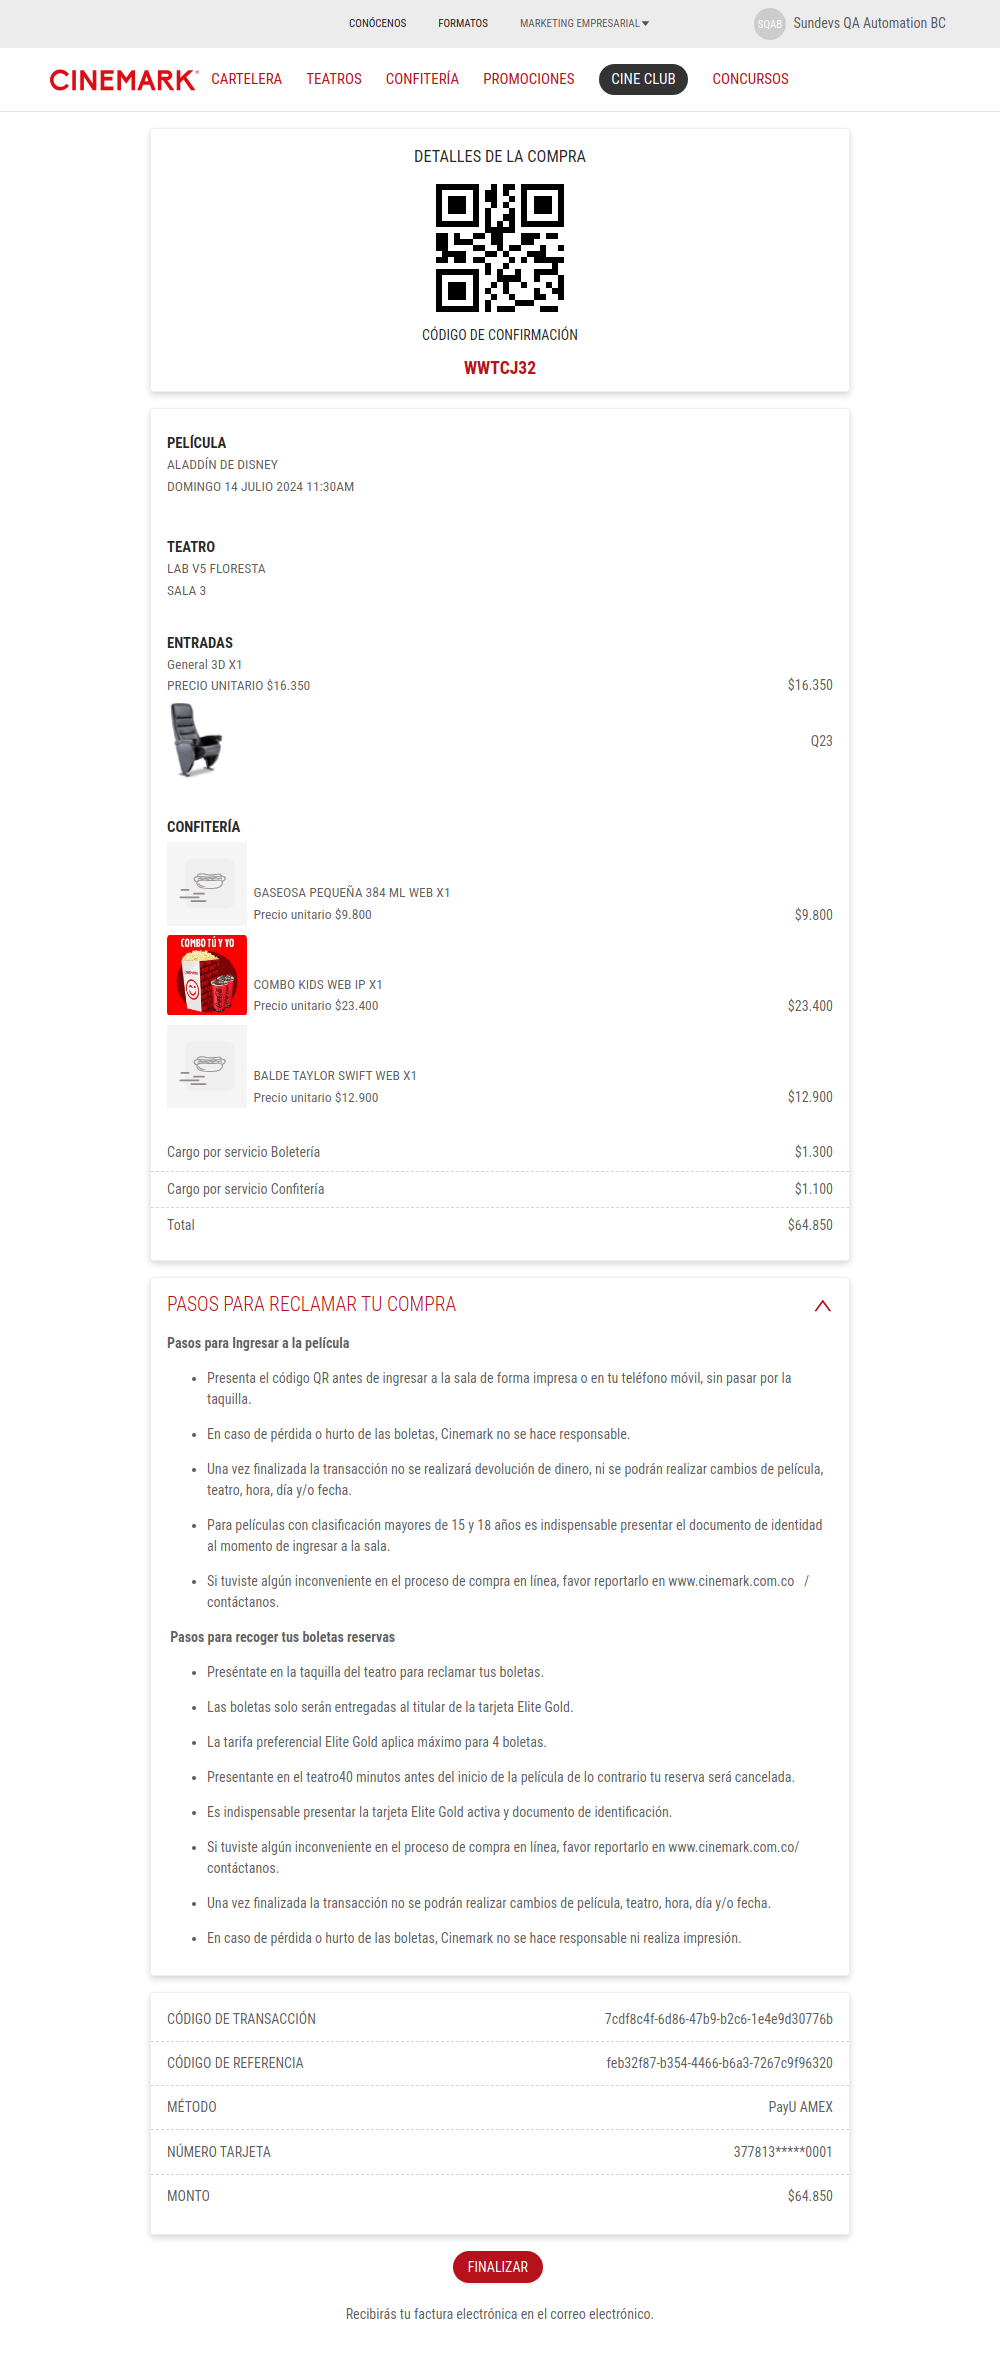 CONÓCENOS FORMATOS MARKETING EMPRESARIAL SQAB Sundevs QA Automation BC
CINEMARK CARTELERA TEATROS CONFITERÍA PROMOCIONES CINE CLUB CONCURSOS
DETALLES DE LA COMPRA
CÓDIGO DE CONFIRMACIÓN
WWTCJ32
PELÍCULA
ALADDÍN DE DISNEY
DOMINGO 14 JULIO 2024 11:30AM
TEATRO
LAB V5 FLORESTA
SALA 3
ENTRADAS
General 3D X1
PRECIO UNITARIO $16.350 $16.350
Q23
CONFITERÍA
GASEOSA PEQUEÑA 384 ML WEB X1
Precio unitario $9.800 $9.800
COMBO TÚ Y YO
COMBO KIDS WEB IP X1
Precio unitario $23.400 $23.400
BALDE TAYLOR SWIFT WEB X1
Precio unitario $12.900 $12.900
Cargo por servicio Boletería $1.300
Cargo por servicio Confitería $1.100
Total $64.850
PASOS PARA RECLAMAR TU COMPRA
Pasos para Ingresar a la película
• Presenta el código QR antes de ingresar a la sala de forma impresa o en tu teléfono móvil, sin pasar por la
taquilla.
• En caso de pérdida o hurto de las boletas, Cinemark no se hace responsable.
• Una vez finalizada la transacción no se realizará devolución de dinero, ni se podrán realizar cambios de película,
teatro, hora, día y/o fecha.
• Para películas con clasificación mayores de 15 y 18 años es indispensable presentar el documento de identidad
al momento de ingresar a la sala.
• Si tuviste algún inconveniente en el proceso de compra en línea, favor reportarlo en www.cinemark.com.co /
contáctanos.
Pasos para recoger tus boletas reservas
• Preséntate en la taquilla del teatro para reclamar tus boletas.
• Las boletas solo serán entregadas al titular de la tarjeta Elite Gold.
• La tarifa preferencial Elite Gold aplica máximo para 4 boletas.
• Presentante en el teatro40 minutos antes del inicio de la película de lo contrario tu reserva será cancelada.
• Es indispensable presentar la tarjeta Elite Gold activa y documento de identificación.
• Si tuviste algún inconveniente en el proceso de compra en línea, favor reportarlo en www.cinemark.com.co/
contáctanos.
• Una vez finalizada la transacción no se podrán realizar cambios de película, teatro, hora, día y/o fecha.
• En caso de pérdida o hurto de las boletas, Cinemark no se hace responsable ni realiza impresión.
CÓDIGO DE TRANSACCIÓN 7cdf8c4f-6d86-47b9-b2c6-1e4e9d30776b
CÓDIGO DE REFERENCIA feb32f87-b354-4466-b6a3-7267c9f96320
MÉTODO PayU AMEX
NÚMERO TARJETA 377813*****0001
MONTO $64.850
FINALIZAR
Recibirás tu factura electrónica en el correo electrónico.